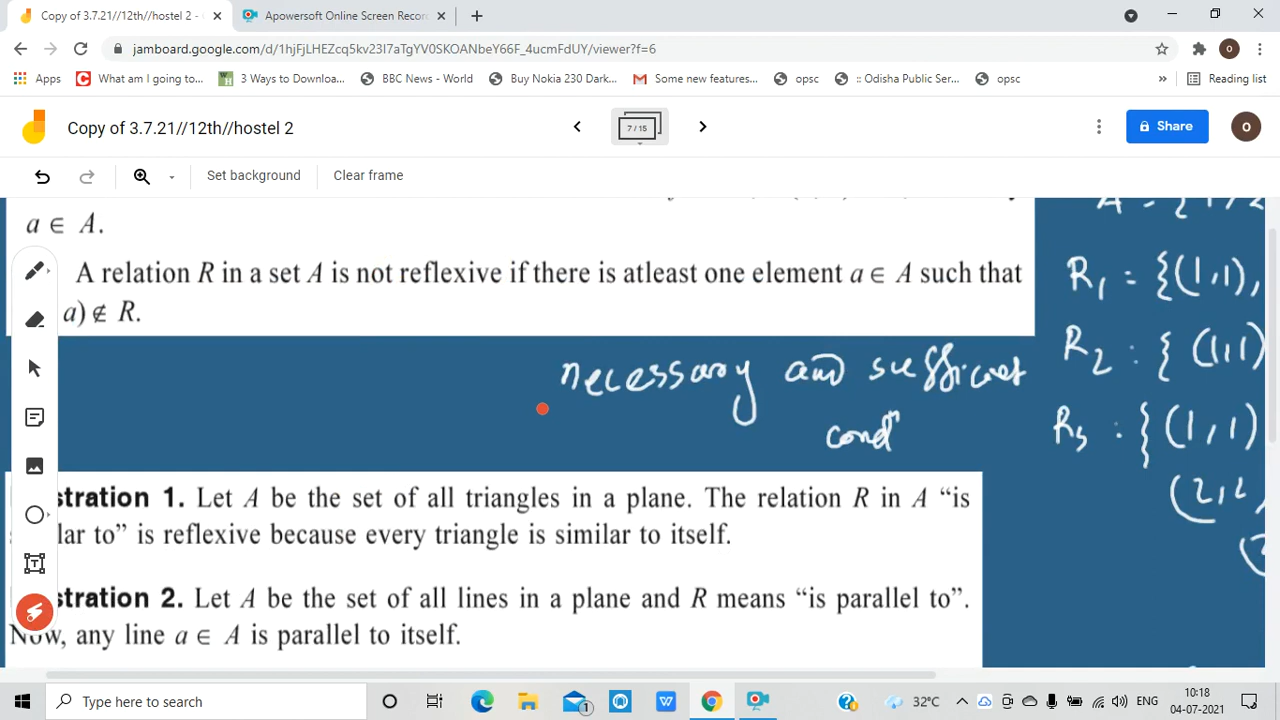 Copy of 3.7.21//12th//hostel 2 -
Apowersoft Online Screen Record
jamboard.google.com/d/1hjFjLHEZcq5kv23I7aTgYV0SKOANbeY66F_4ucmFdUY/viewer?f=6
Apps
What am I going to...
3 Ways to Downloa...
BBC News - World
Buy Nokia 230 Dark...
Some new features...
opsc
:: Odisha Public Ser...
opsc
»
Reading list
Copy of 3.7.21//12th//hostel 2
7 / 15
Share
O
Set background
Clear frame
a ∈ A.
A relation R in a set A is not reflexive if there is atleast one element a ∈ A such that
a) ∉ R.
R₁ = {(1,1),
R₂ : { (1,1)
R₃ : { (1,1)
(2,2,
necessary and sufficient
condⁿ
stration 1. Let A be the set of all triangles in a plane. The relation R in A “is
lar to” is reflexive because every triangle is similar to itself.
stration 2. Let A be the set of all lines in a plane and R means “is parallel to”.
Now, any line a ∈ A is parallel to itself.
Type here to search
1
32°C
ENG
10:18
04-07-2021